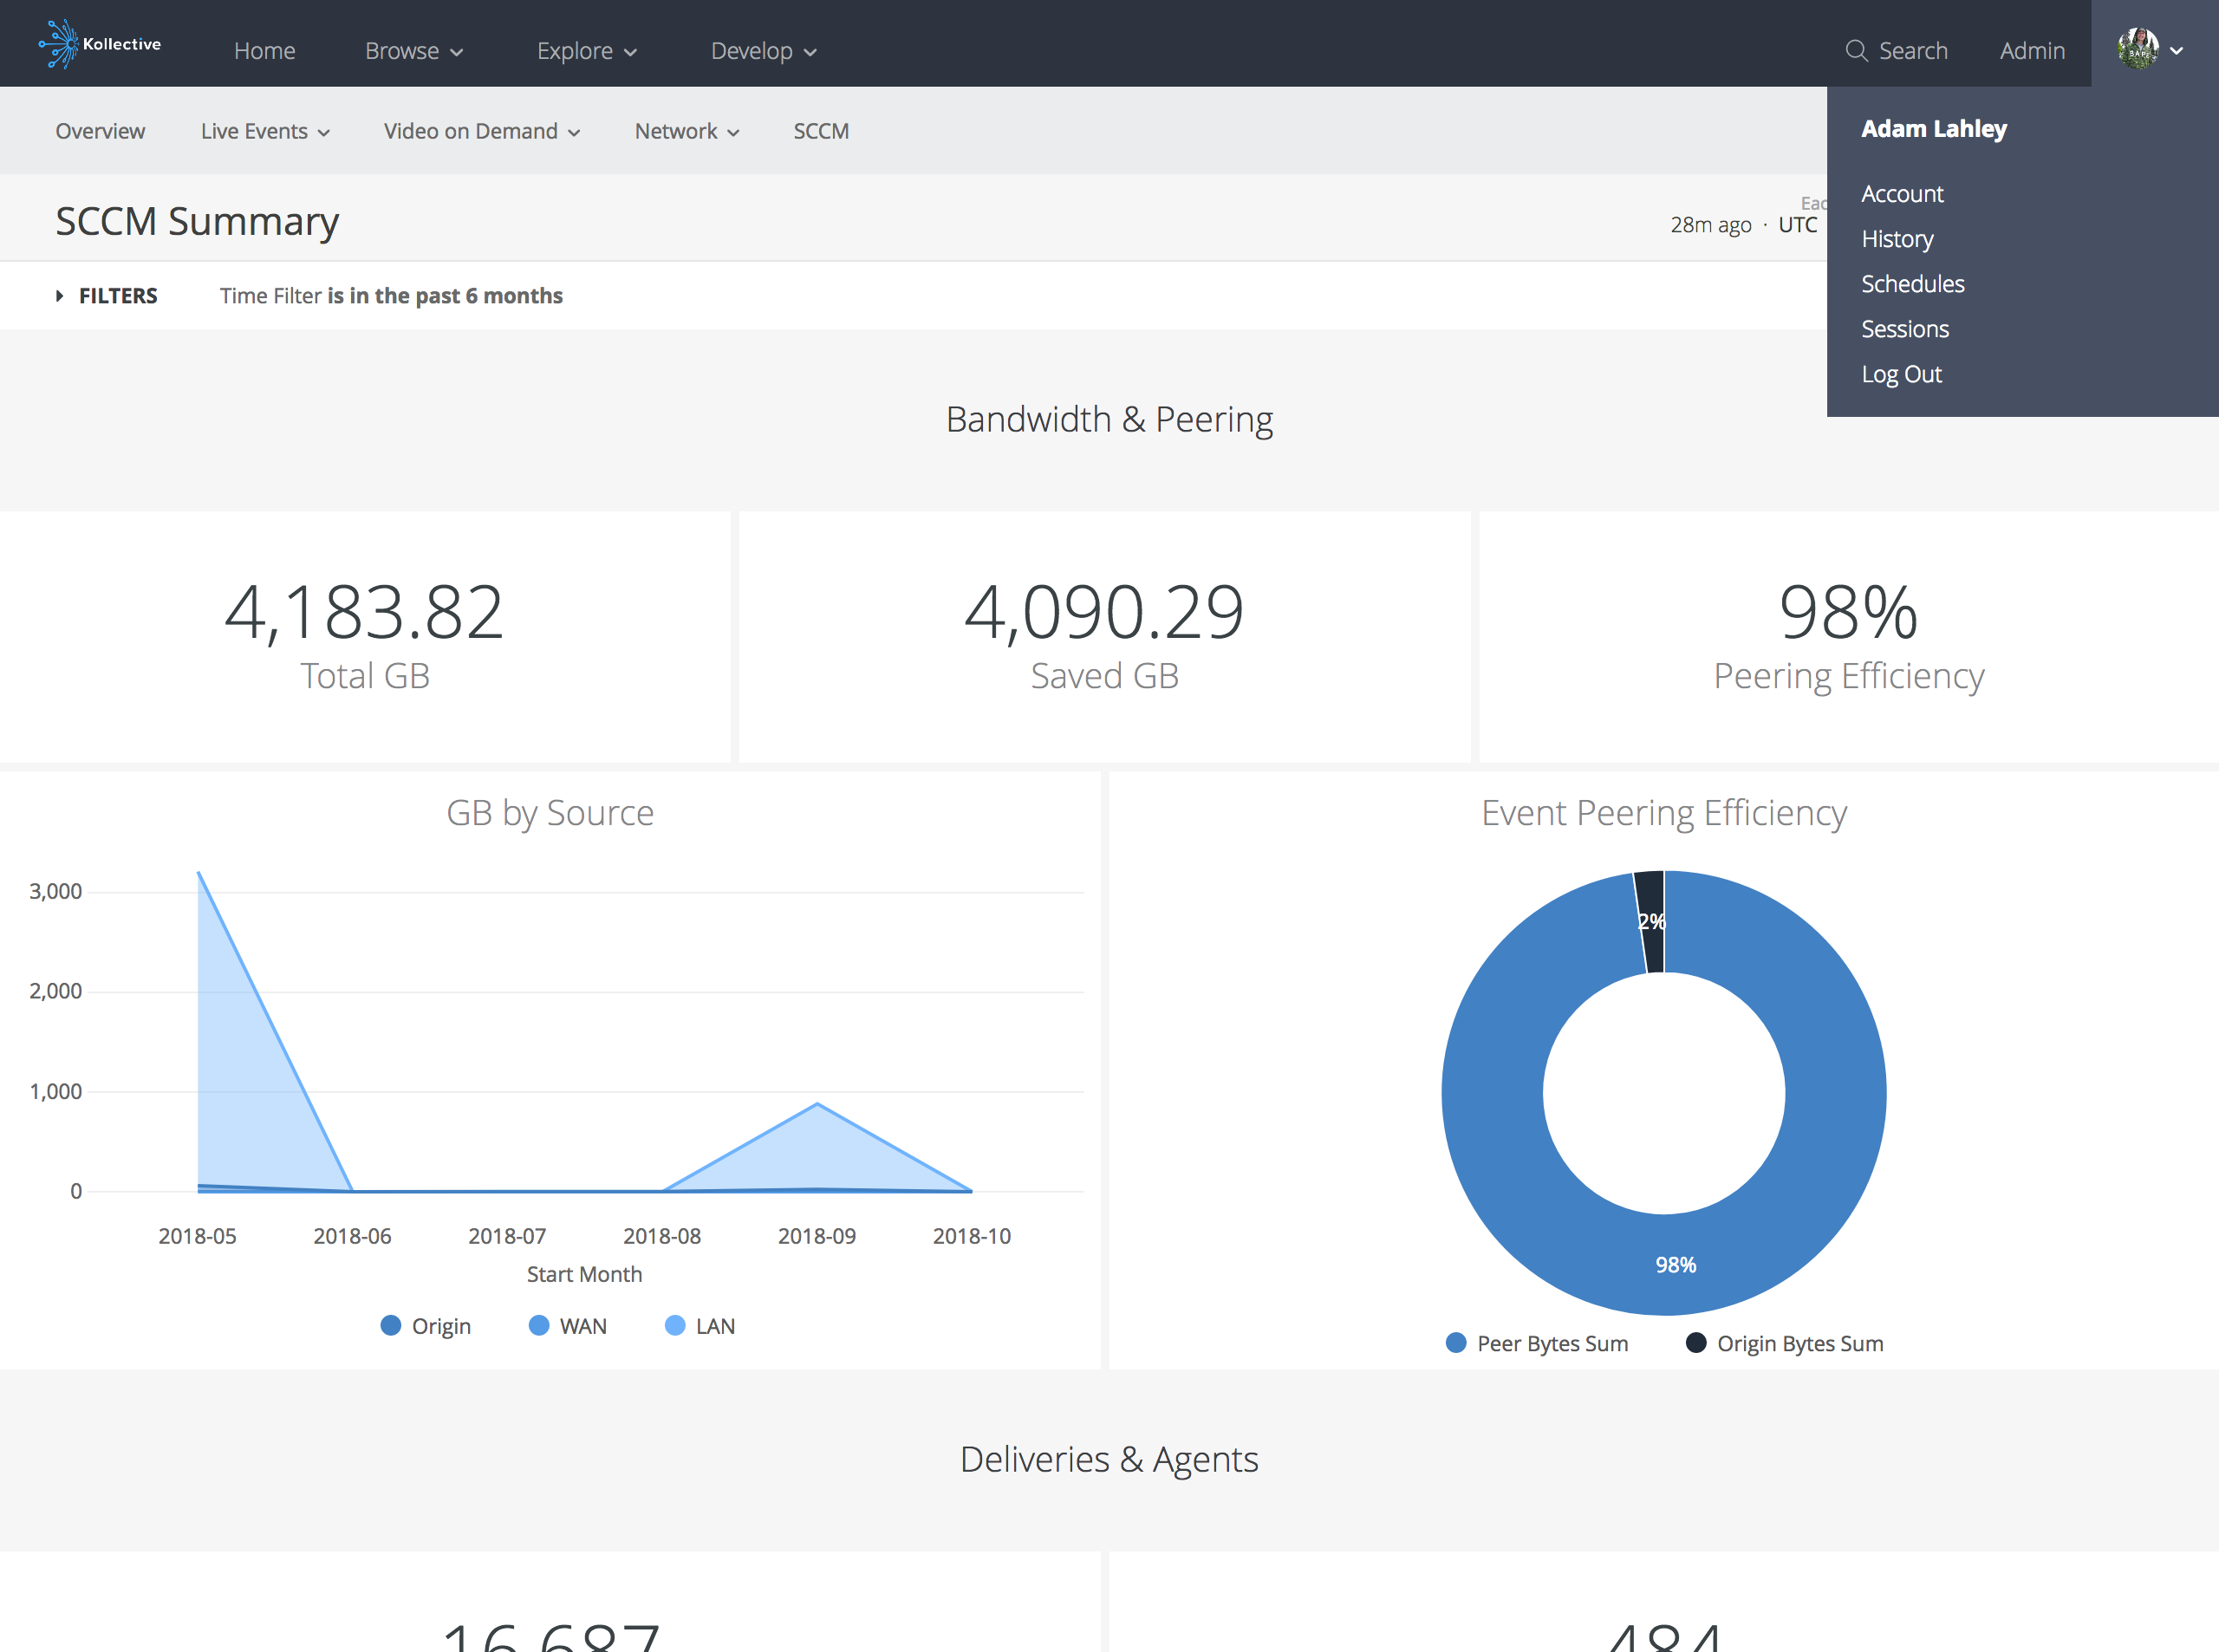 Kollective
Home
Browse
Explore
Develop
Search
Admin
Overview
Live Events
Video on Demand
Network
SCCM
Adam Lahley
Account
History
Schedules
Sessions
Log Out
SCCM Summary
Eac
28m ago · UTC
FILTERS
Time Filter is in the past 6 months
Bandwidth & Peering
4,183.82
Total GB
4,090.29
Saved GB
98%
Peering Efficiency
GB by Source
3,000
2,000
1,000
0
2018-05
2018-06
2018-07
2018-08
2018-09
2018-10
Start Month
Origin
WAN
LAN
Event Peering Efficiency
2%
98%
Peer Bytes Sum
Origin Bytes Sum
Deliveries & Agents
16,687
484